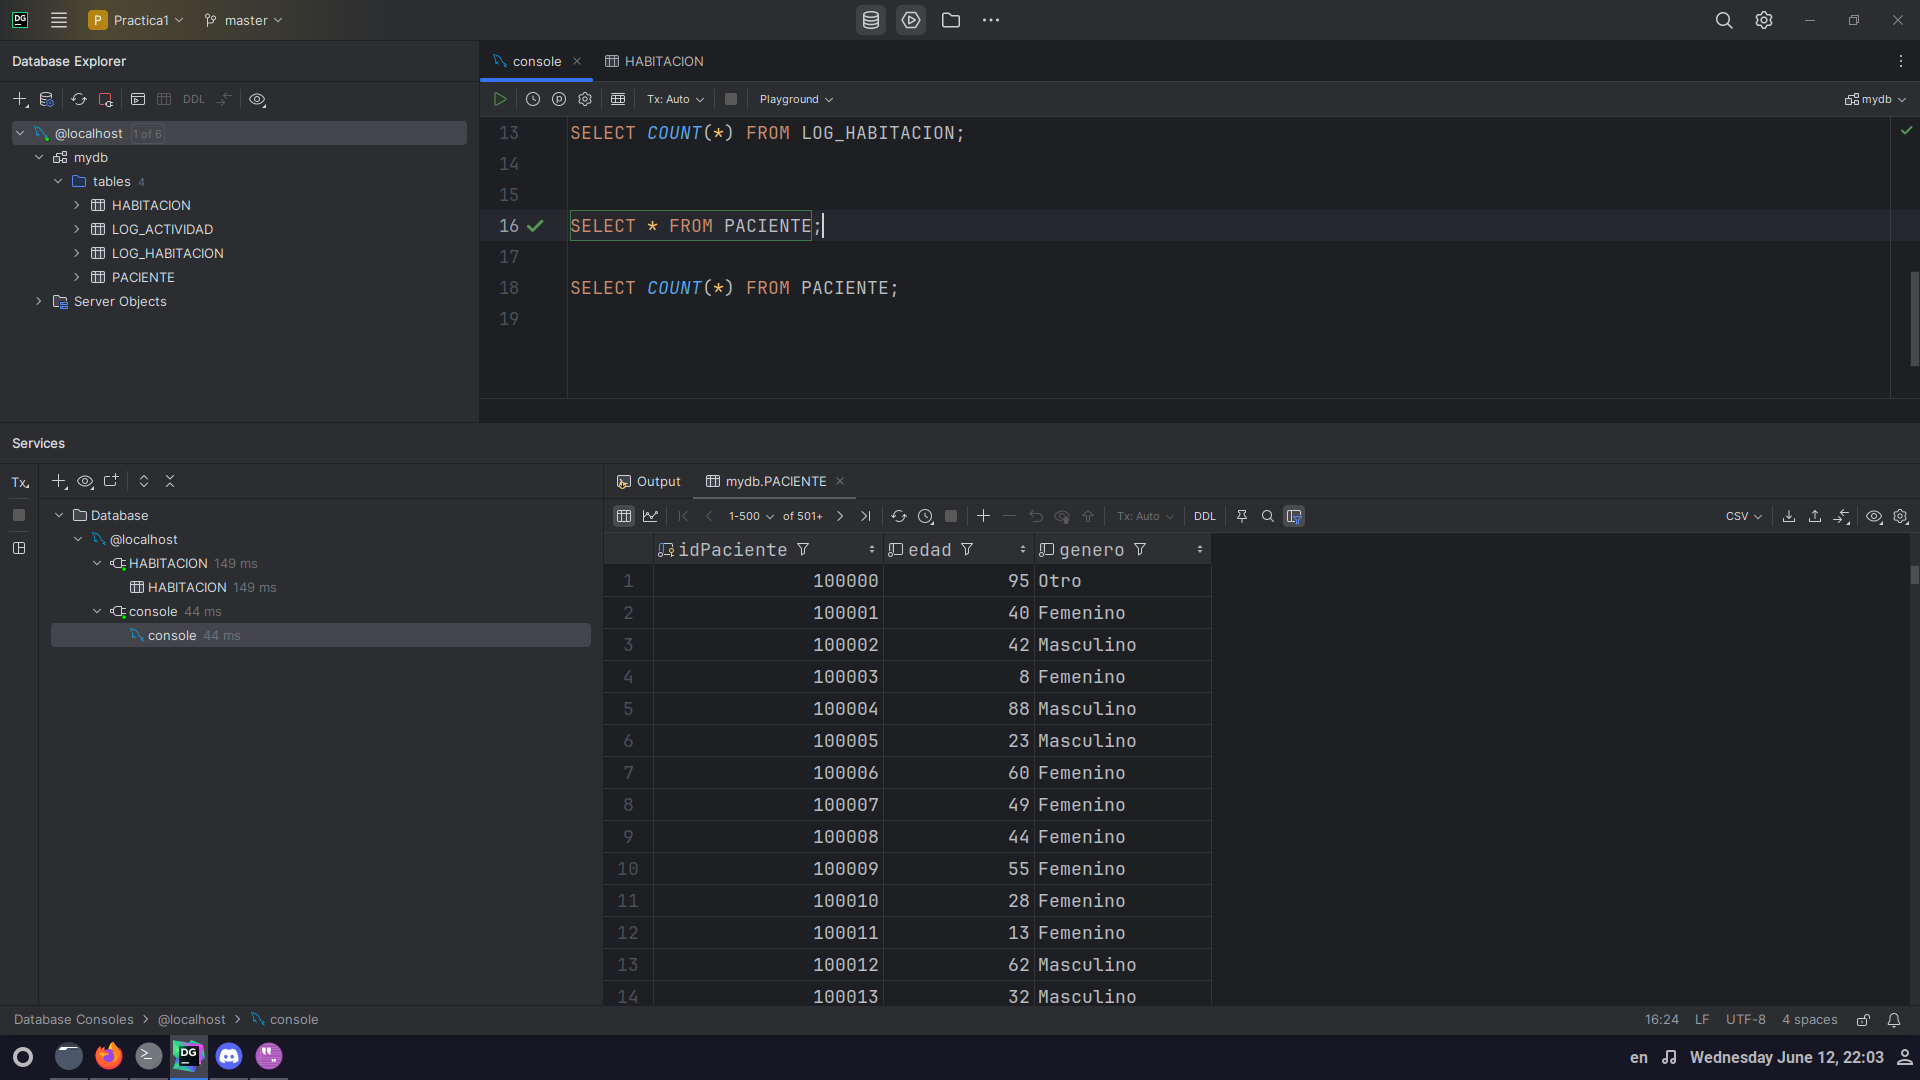 DG P Practica1 master
Database Explorer
console
HABITACION
DDL
Tx: Auto
Playground
mydb
@localhost 1 of 6
mydb
tables 4
HABITACION
LOG_ACTIVIDAD
LOG_HABITACION
PACIENTE
Server Objects
13 SELECT COUNT(*) FROM LOG_HABITACION;
14
15
16 SELECT * FROM PACIENTE;
17
18 SELECT COUNT(*) FROM PACIENTE;
19
Services
Tx
Database
@localhost
HABITACION 149 ms
HABITACION 149 ms
console 44 ms
console 44 ms
Output
mydb.PACIENTE
1-500 of 501+ Tx: Auto DDL CSV
idPaciente edad genero
1 100000 95 Otro
2 100001 40 Femenino
3 100002 42 Masculino
4 100003 8 Femenino
5 100004 88 Masculino
6 100005 23 Masculino
7 100006 60 Femenino
8 100007 49 Femenino
9 100008 44 Femenino
10 100009 55 Femenino
11 100010 28 Femenino
12 100011 13 Femenino
13 100012 62 Masculino
14 100013 32 Masculino
Database Consoles > @localhost > console
16:24 LF UTF-8 4 spaces
DG
en Wednesday June 12, 22:03